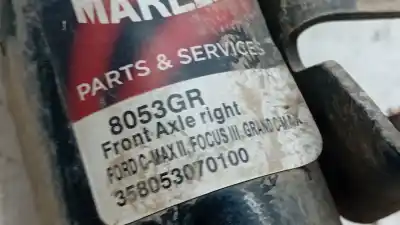 PARTS & SERVICES
8053GR
Front Axle right
FORD C-MAX II, FOCUS III, GRAND C-MAX
358053070100